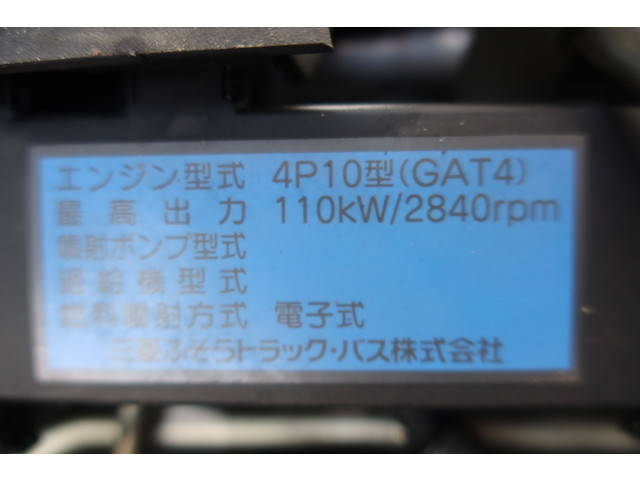 エンジン型式 4P10型(GAT4)
最高出力 110kW/2840rpm
噴射ポンプ型式
過給機型式
燃料噴射方式 電子式
三菱ふそうトラック・バス株式会社